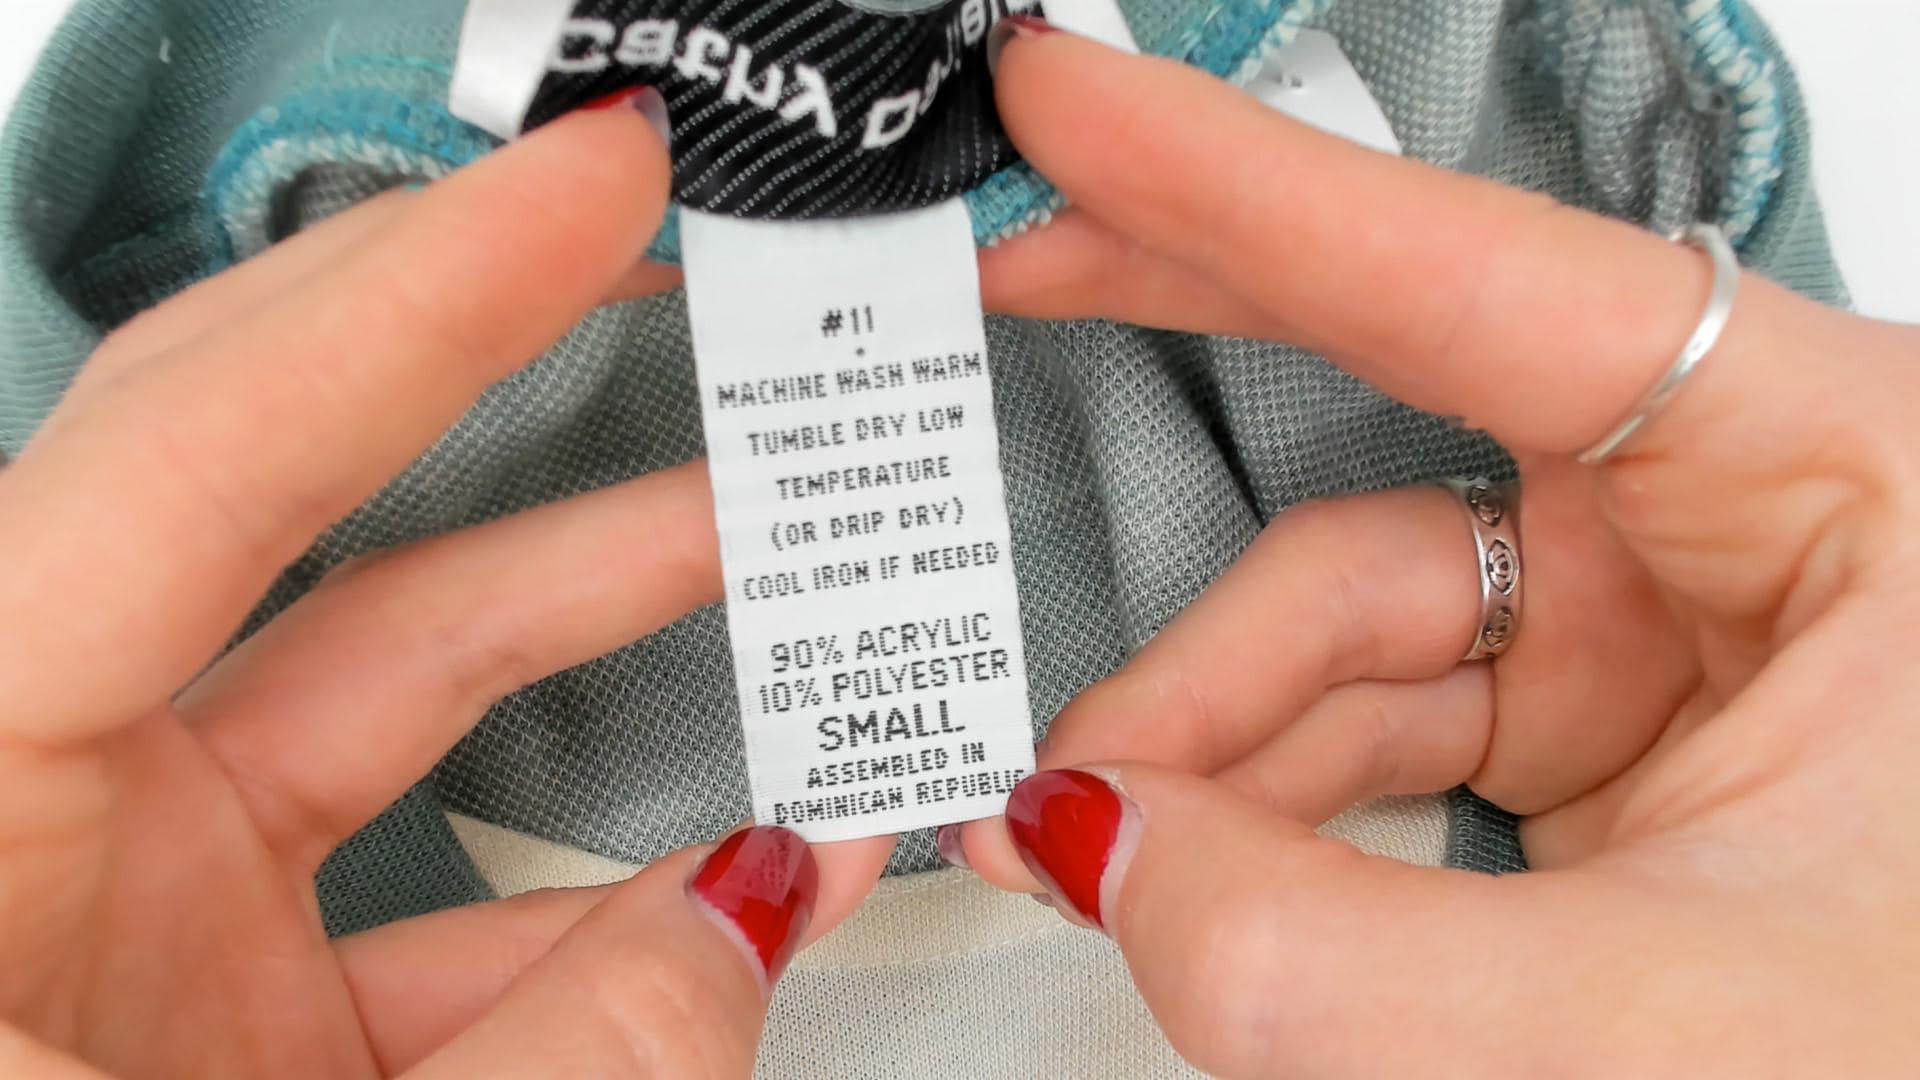 #11
MACHINE WASH WARM
TUMBLE DRY LOW
TEMPERATURE
(OR DRIP DRY)
COOL IRON IF NEEDED
90% ACRYLIC
10% POLYESTER
SMALL
ASSEMBLED IN
DOMINICAN REPUBLIC